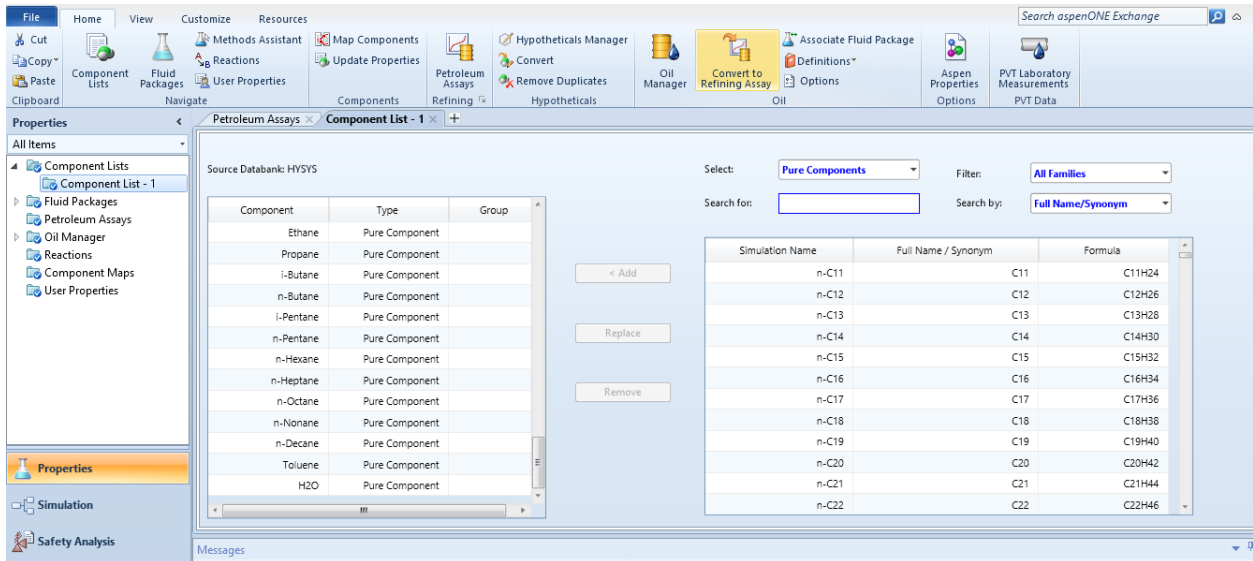 File Home View Customize Resources Search aspenONE Exchange
Cut
Copy
Paste
Clipboard
Component Lists
Fluid Packages
Methods Assistant
Reactions
User Properties
Navigate
Map Components
Update Properties
Components
Petroleum Assays
Refining
Hypotheticals Manager
Convert
Remove Duplicates
Hypotheticals
Oil Manager
Convert to Refining Assay
Associate Fluid Package
Definitions
Options
Oil
Aspen Properties
Options
PVT Laboratory Measurements
PVT Data
Properties
All Items
Component Lists
Component List - 1
Fluid Packages
Petroleum Assays
Oil Manager
Reactions
Component Maps
User Properties
Properties
Simulation
Safety Analysis
Petroleum Assays Component List - 1
Source Databank: HYSYS
Component Type Group
Ethane Pure Component
Propane Pure Component
i-Butane Pure Component
n-Butane Pure Component
i-Pentane Pure Component
n-Pentane Pure Component
n-Hexane Pure Component
n-Heptane Pure Component
n-Octane Pure Component
n-Nonane Pure Component
n-Decane Pure Component
Toluene Pure Component
H2O Pure Component
< Add
Replace
Remove
Select: Pure Components Filter: All Families
Search for: Search by: Full Name/Synonym
Simulation Name Full Name / Synonym Formula
n-C11 C11 C11H24
n-C12 C12 C12H26
n-C13 C13 C13H28
n-C14 C14 C14H30
n-C15 C15 C15H32
n-C16 C16 C16H34
n-C17 C17 C17H36
n-C18 C18 C18H38
n-C19 C19 C19H40
n-C20 C20 C20H42
n-C21 C21 C21H44
n-C22 C22 C22H46
Messages